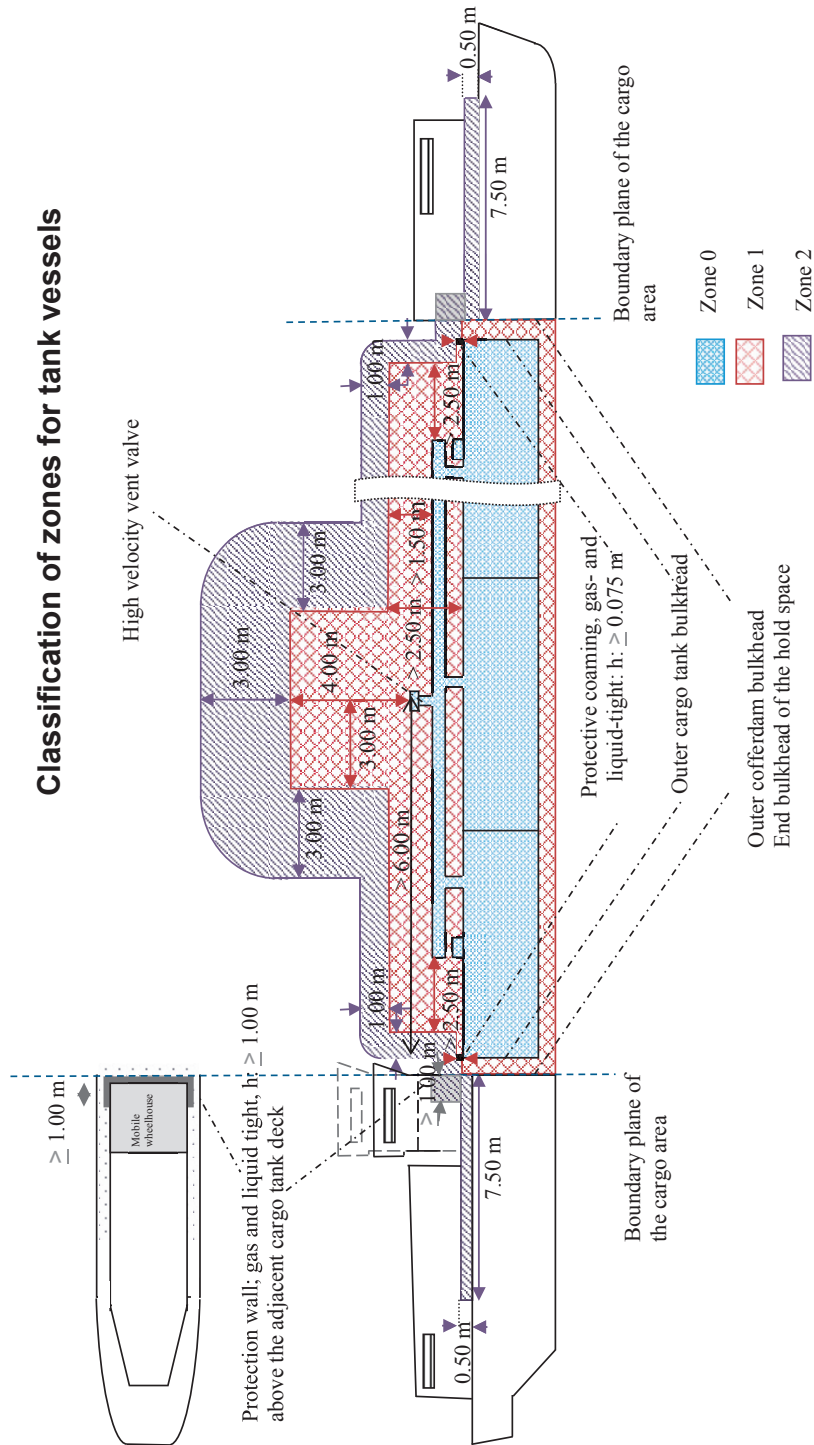 Classification of zones for tank vessels
≥ 1.00 m
Mobile
wheelhouse
Protection wall; gas and liquid tight, h: ≥ 1.00 m
above the adjacent cargo tank deck
High velocity vent valve
3.00 m
4.00 m
3.00 m
3.00 m
3.00 m
1.00 m
1.00 m
> 6.00 m
> 2.50 m
> 1.50 m
2.50 m
2.50 m
≥ 1.00 m
0.50 m
7.50 m
0.50 m
7.50 m
Boundary plane of
the cargo area
Boundary plane of the cargo
area
Protective coaming, gas- and
liquid-tight: h: ≥ 0.075 m
Outer cargo tank bulkhead
Outer cofferdam bulkhead
End bulkhead of the hold space
Zone 0
Zone 1
Zone 2